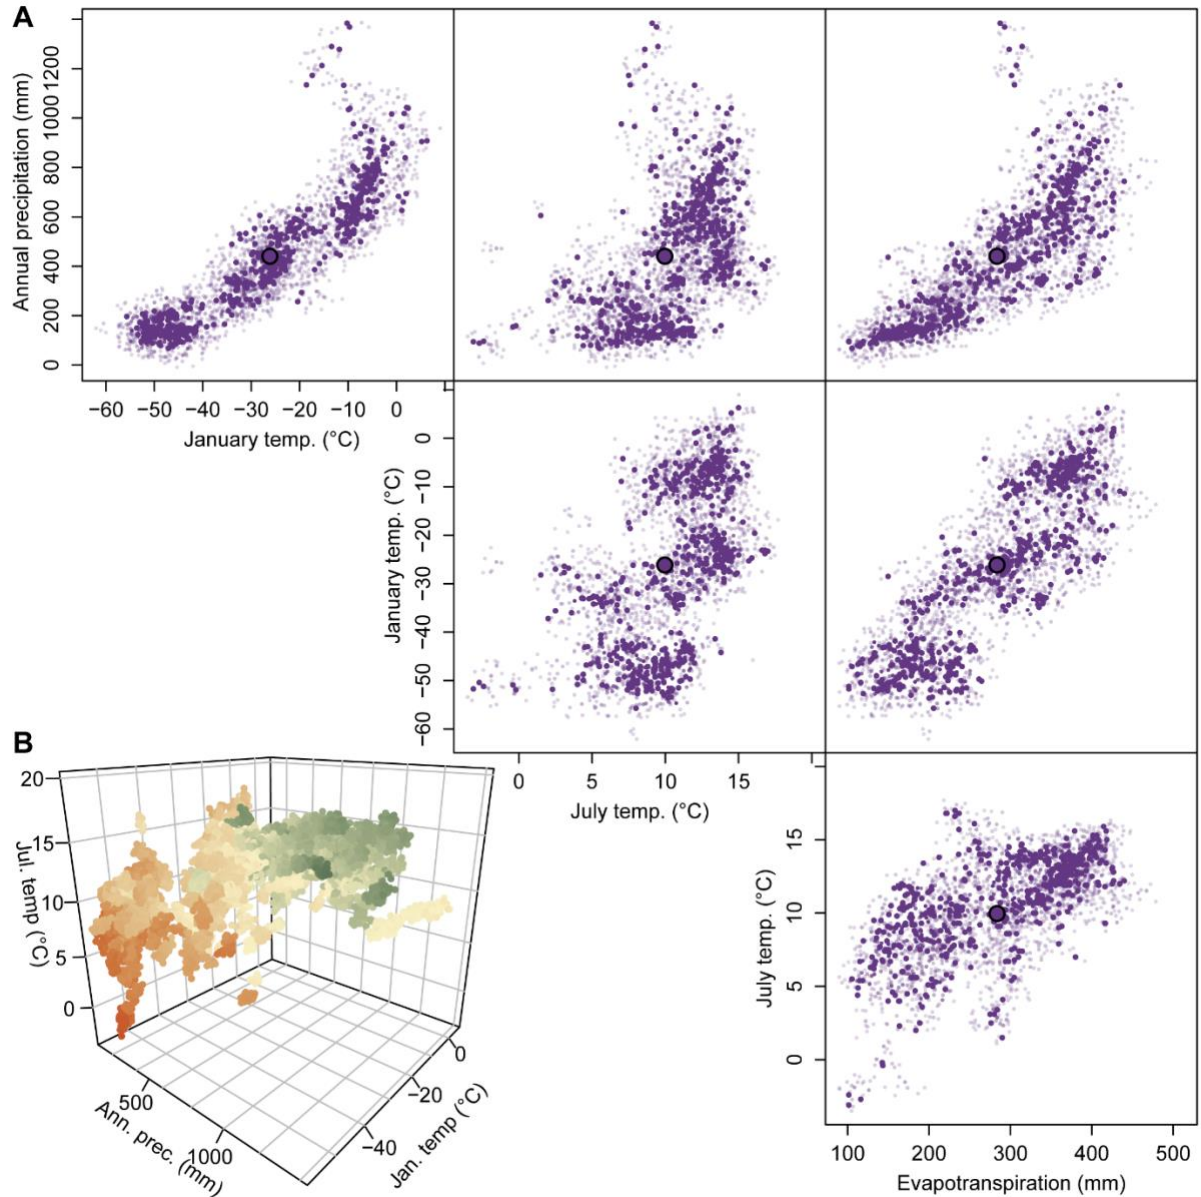 A
Annual precipitation (mm)
0 200 400 600 800 1000 1200
−60 −50 −40 −30 −20 −10 0
January temp. (°C)
January temp. (°C)
−60 −50 −40 −30 −20 −10 0
0 5 10 15
July temp. (°C)
July temp. (°C)
0 5 10 15
100 200 300 400 500
Evapotranspiration (mm)
B
Jul. temp (°C)
20
15
10
5
0
500
1000
Ann. prec. (mm)
0
−20
−40
Jan. temp (°C)